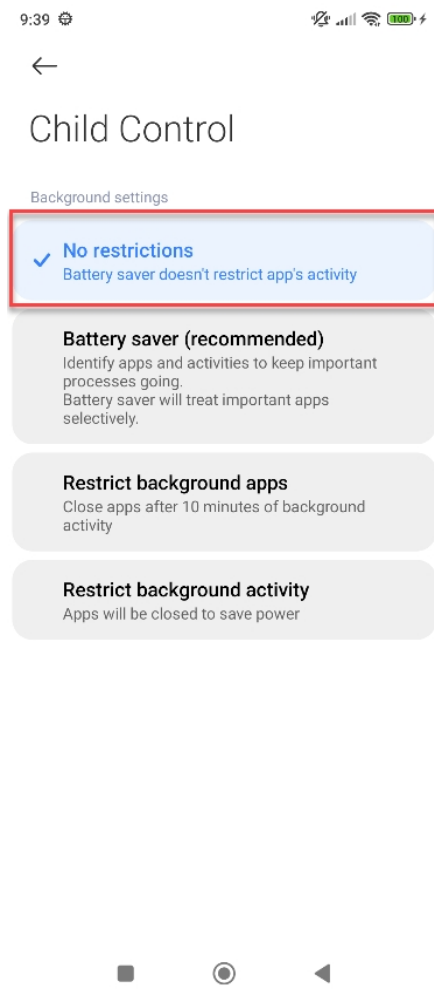 9:39
100
Child Control
Background settings
No restrictions
Battery saver doesn't restrict app's activity
Battery saver (recommended)
Identify apps and activities to keep important
processes going.
Battery saver will treat important apps
selectively.
Restrict background apps
Close apps after 10 minutes of background
activity
Restrict background activity
Apps will be closed to save power